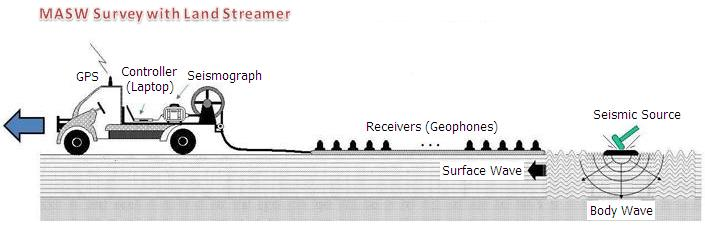 MASW Survey with Land Streamer
GPS
Controller
(Laptop)
Seismograph
Receivers (Geophones)
...
Seismic Source
Surface Wave
Body Wave